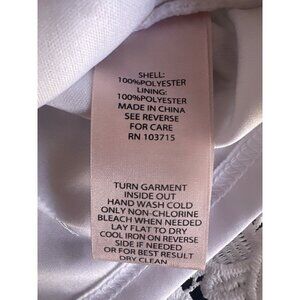 SHELL:
100%POLYESTER
LINING:
100%POLYESTER
MADE IN CHINA
SEE REVERSE
FOR CARE
RN 103715
TURN GARMENT
INSIDE OUT
HAND WASH COLD
ONLY NON-CHLORINE
BLEACH WHEN NEEDED
LAY FLAT TO DRY
COOL IRON ON REVERSE
SIDE IF NEEDED
OR FOR BEST RESULT
DRY CLEAN